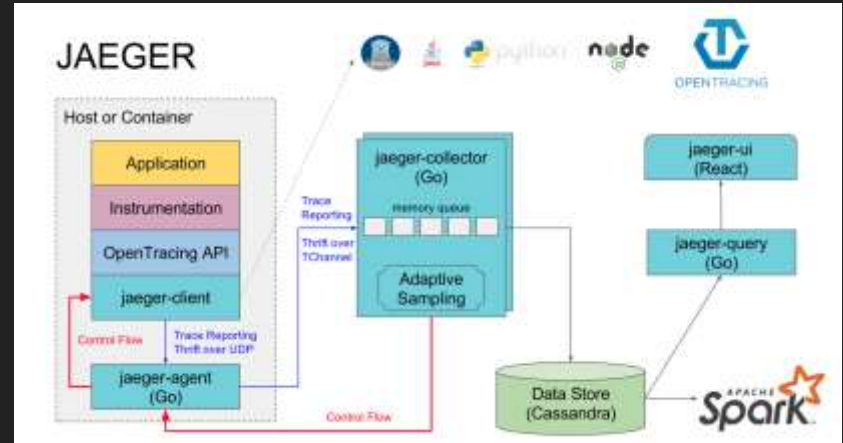 JAEGER
python
node
JS
OPENTRACING
Host or Container
Application
Instrumentation
OpenTracing API
jaeger-client
Control Flow
Trace Reporting
Thrift over UDP
jaeger-agent
(Go)
Trace
Reporting
Thrift over
TChannel
jaeger-collector
(Go)
memory queue
Adaptive
Sampling
Control Flow
Data Store
(Cassandra)
jaeger-ui
(React)
jaeger-query
(Go)
APACHE
Spark